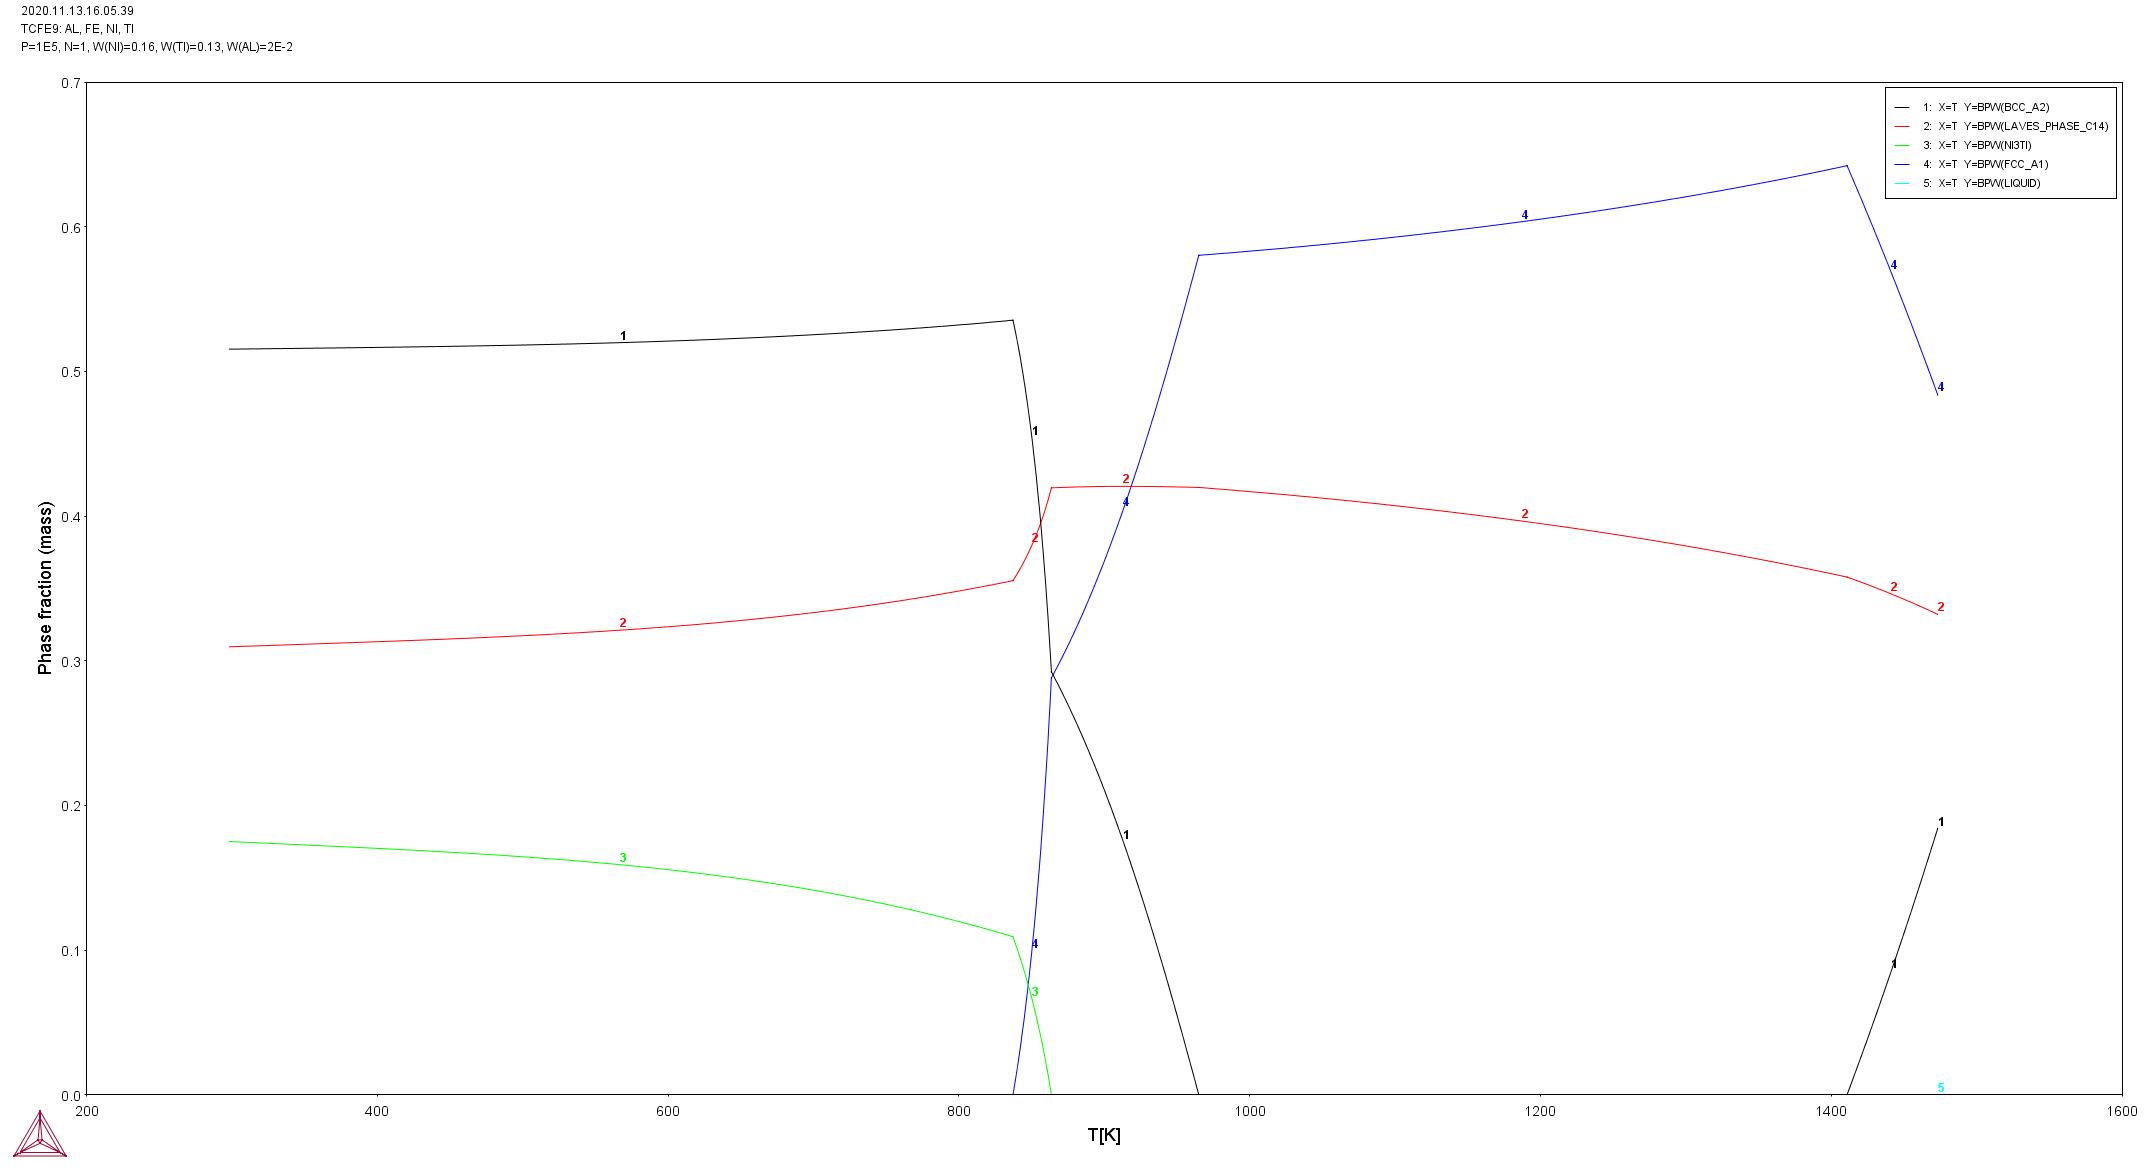 2020.11.13.16.05.39
TCFE9: AL, FE, NI, TI
P=1E5, N=1, W(NI)=0.16, W(TI)=0.13, W(AL)=2E-2
0.7
0.6
0.5
0.4
0.3
0.2
0.1
0.0
Phase fraction (mass)
1: X=T Y=BPW(BCC_A2)
2: X=T Y=BPW(LAVES_PHASE_C14)
3: X=T Y=BPW(NI3TI)
4: X=T Y=BPW(FCC_A1)
5: X=T Y=BPW(LIQUID)
4
4
4
1
1
2
4
2
2
2
2
2
3
4
3
1
1
1
5
200 400 600 800 1000 1200 1400 1600
T[K]